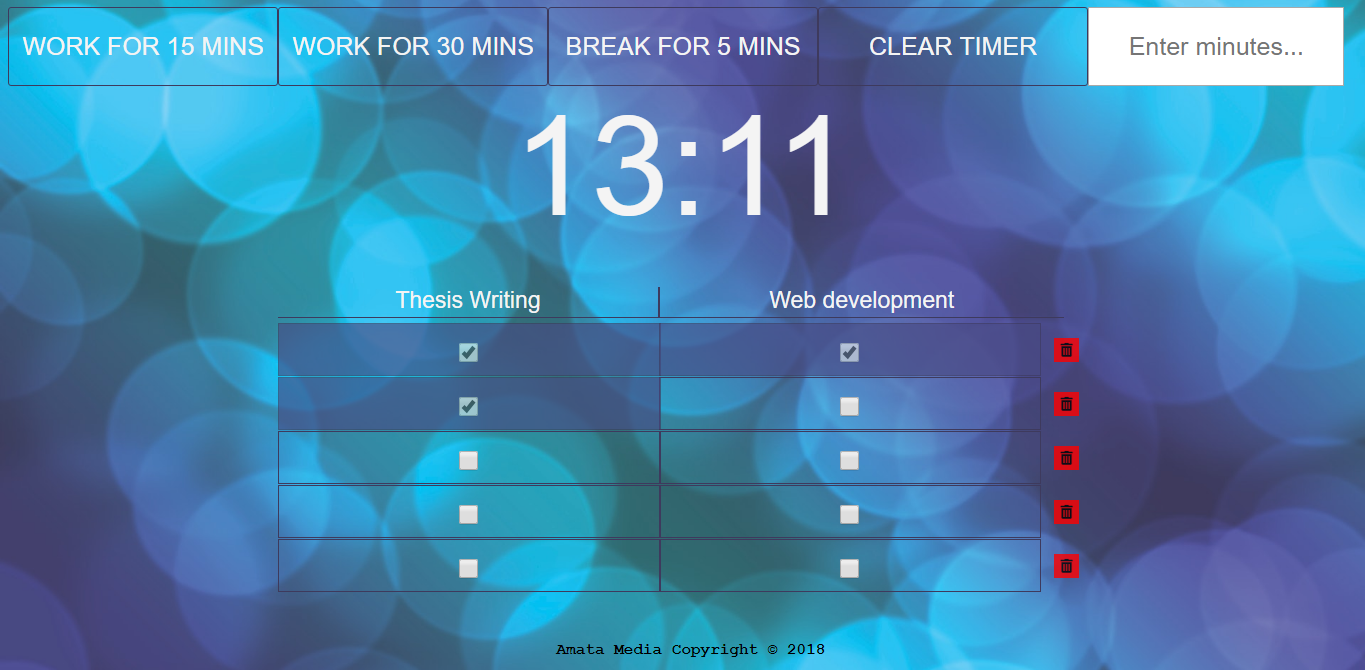 WORK FOR 15 MINS WORK FOR 30 MINS BREAK FOR 5 MINS CLEAR TIMER Enter minutes...
13:11
Thesis Writing Web development
Amata Media Copyright © 2018